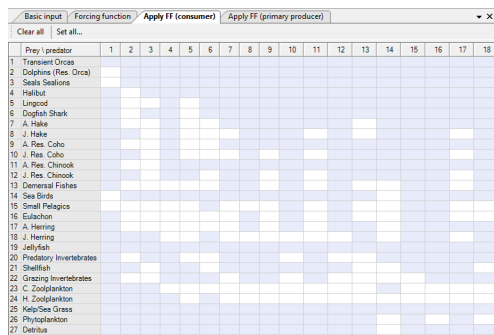 Basic input Forcing function Apply FF (consumer) Apply FF (primary producer)
Clear all Set all...
Prey \ predator 1 2 3 4 5 6 7 8 9 10 11 12 13 14 15 16 17 18
1 Transient Orcas
2 Dolphins (Res. Orca)
3 Seals Sealions
4 Halibut
5 Lingcod
6 Dogfish Shark
7 A. Hake
8 J. Hake
9 A. Res. Coho
10 J. Res. Coho
11 A. Res. Chinook
12 J. Res. Chinook
13 Demersal Fishes
14 Sea Birds
15 Small Pelagics
16 Eulachon
17 A. Herring
18 J. Herring
19 Jellyfish
20 Predatory Invertebrates
21 Shellfish
22 Grazing Invertebrates
23 C. Zoolplankton
24 H. Zoolplankton
25 Kelp/Sea Grass
26 Phytoplankton
27 Detritus